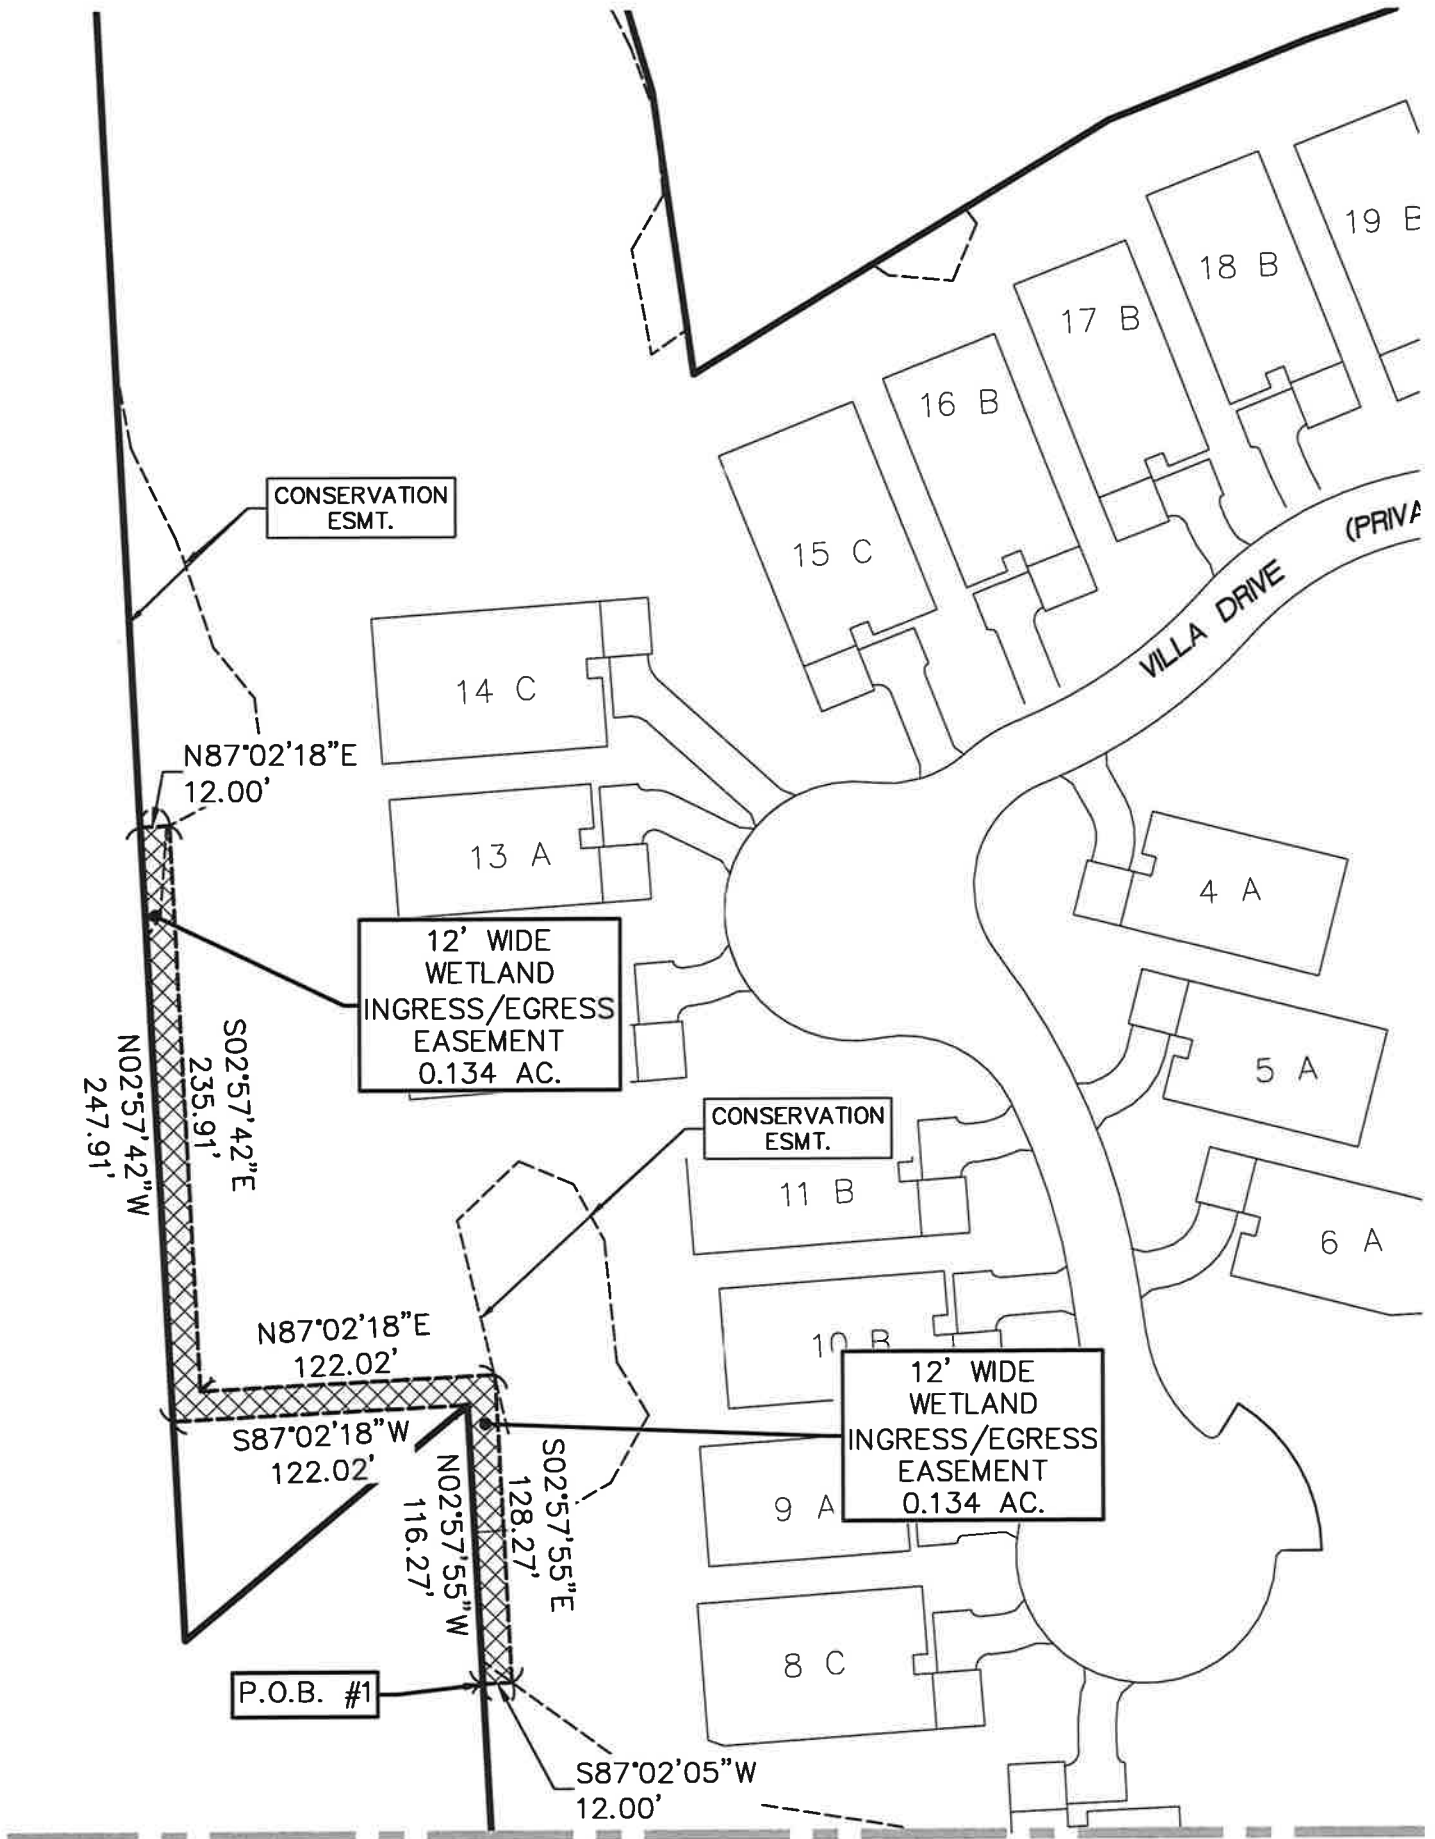 19 B
18 B
17 B
16 B
15 C
CONSERVATION
ESMT.
VILLA DRIVE
(PRIVA
14 C
N87°02'18"E
12.00'
13 A
4 A
12' WIDE
WETLAND
INGRESS/EGRESS
EASEMENT
0.134 AC.
S02°57'42"E
235.91'
N02°57'42"W
247.91'
5 A
CONSERVATION
ESMT.
11 B
6 A
N87°02'18"E
122.02'
10 B
12' WIDE
WETLAND
INGRESS/EGRESS
EASEMENT
0.134 AC.
S87°02'18"W
122.02'
N02°57'55"W
116.27'
S02°57'55"E
128.27'
9 A
8 C
P.O.B. #1
S87°02'05"W
12.00'